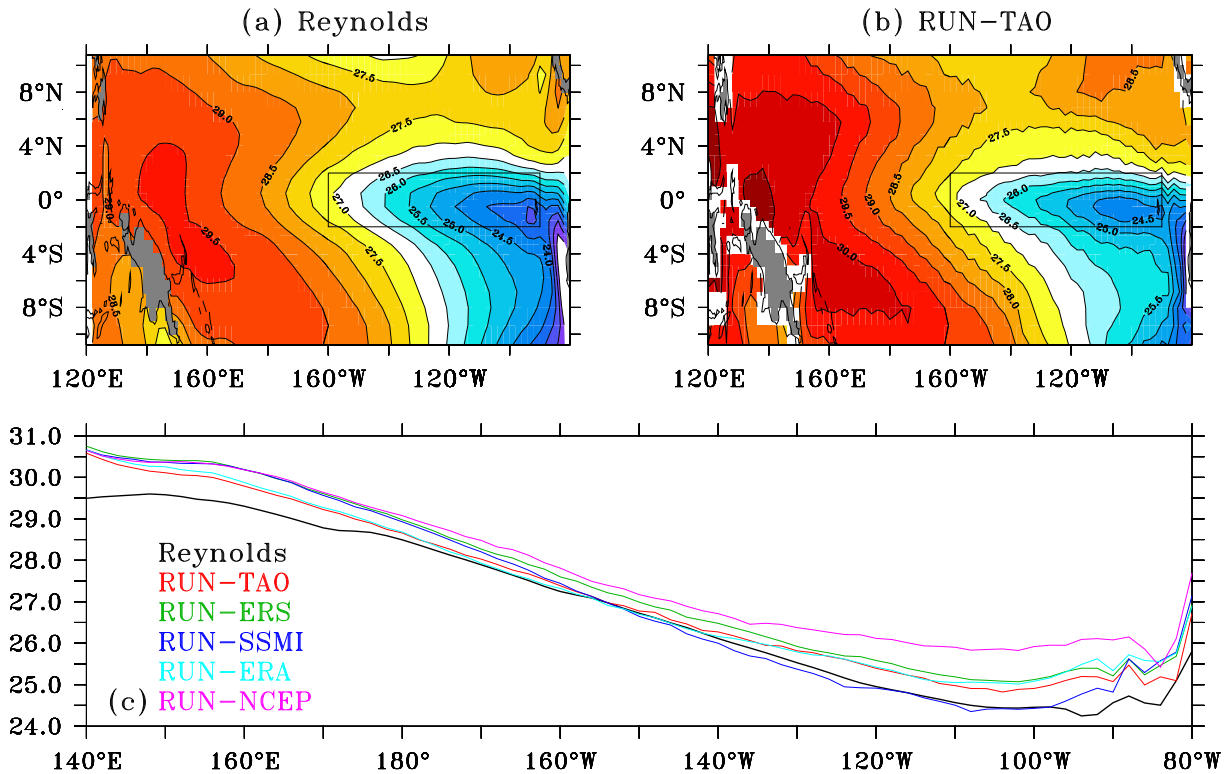 (a) Reynolds
(b) RUN-TAO
8°N
4°N
0°
4°S
8°S
120°E 160°E 160°W 120°W
27.5
29.0
28.5
27.5
26.5
26.0
27.0
25.5
25.0
24.5
24.0
29.5
27.5
29.0
28.5
8°N
4°N
0°
4°S
8°S
120°E 160°E 160°W 120°W
28.5
27.5
28.5
26.0
27.0
26.5
24.5
25.0
29.5
29.0
27.5
30.0
28.0
25.5
31.0
30.0
29.0
28.0
27.0
26.0
25.0
24.0
Reynolds
RUN-TAO
RUN-ERS
RUN-SSMI
RUN-ERA
RUN-NCEP
(c)
140°E 160°E 180° 160°W 140°W 120°W 100°W 80°W